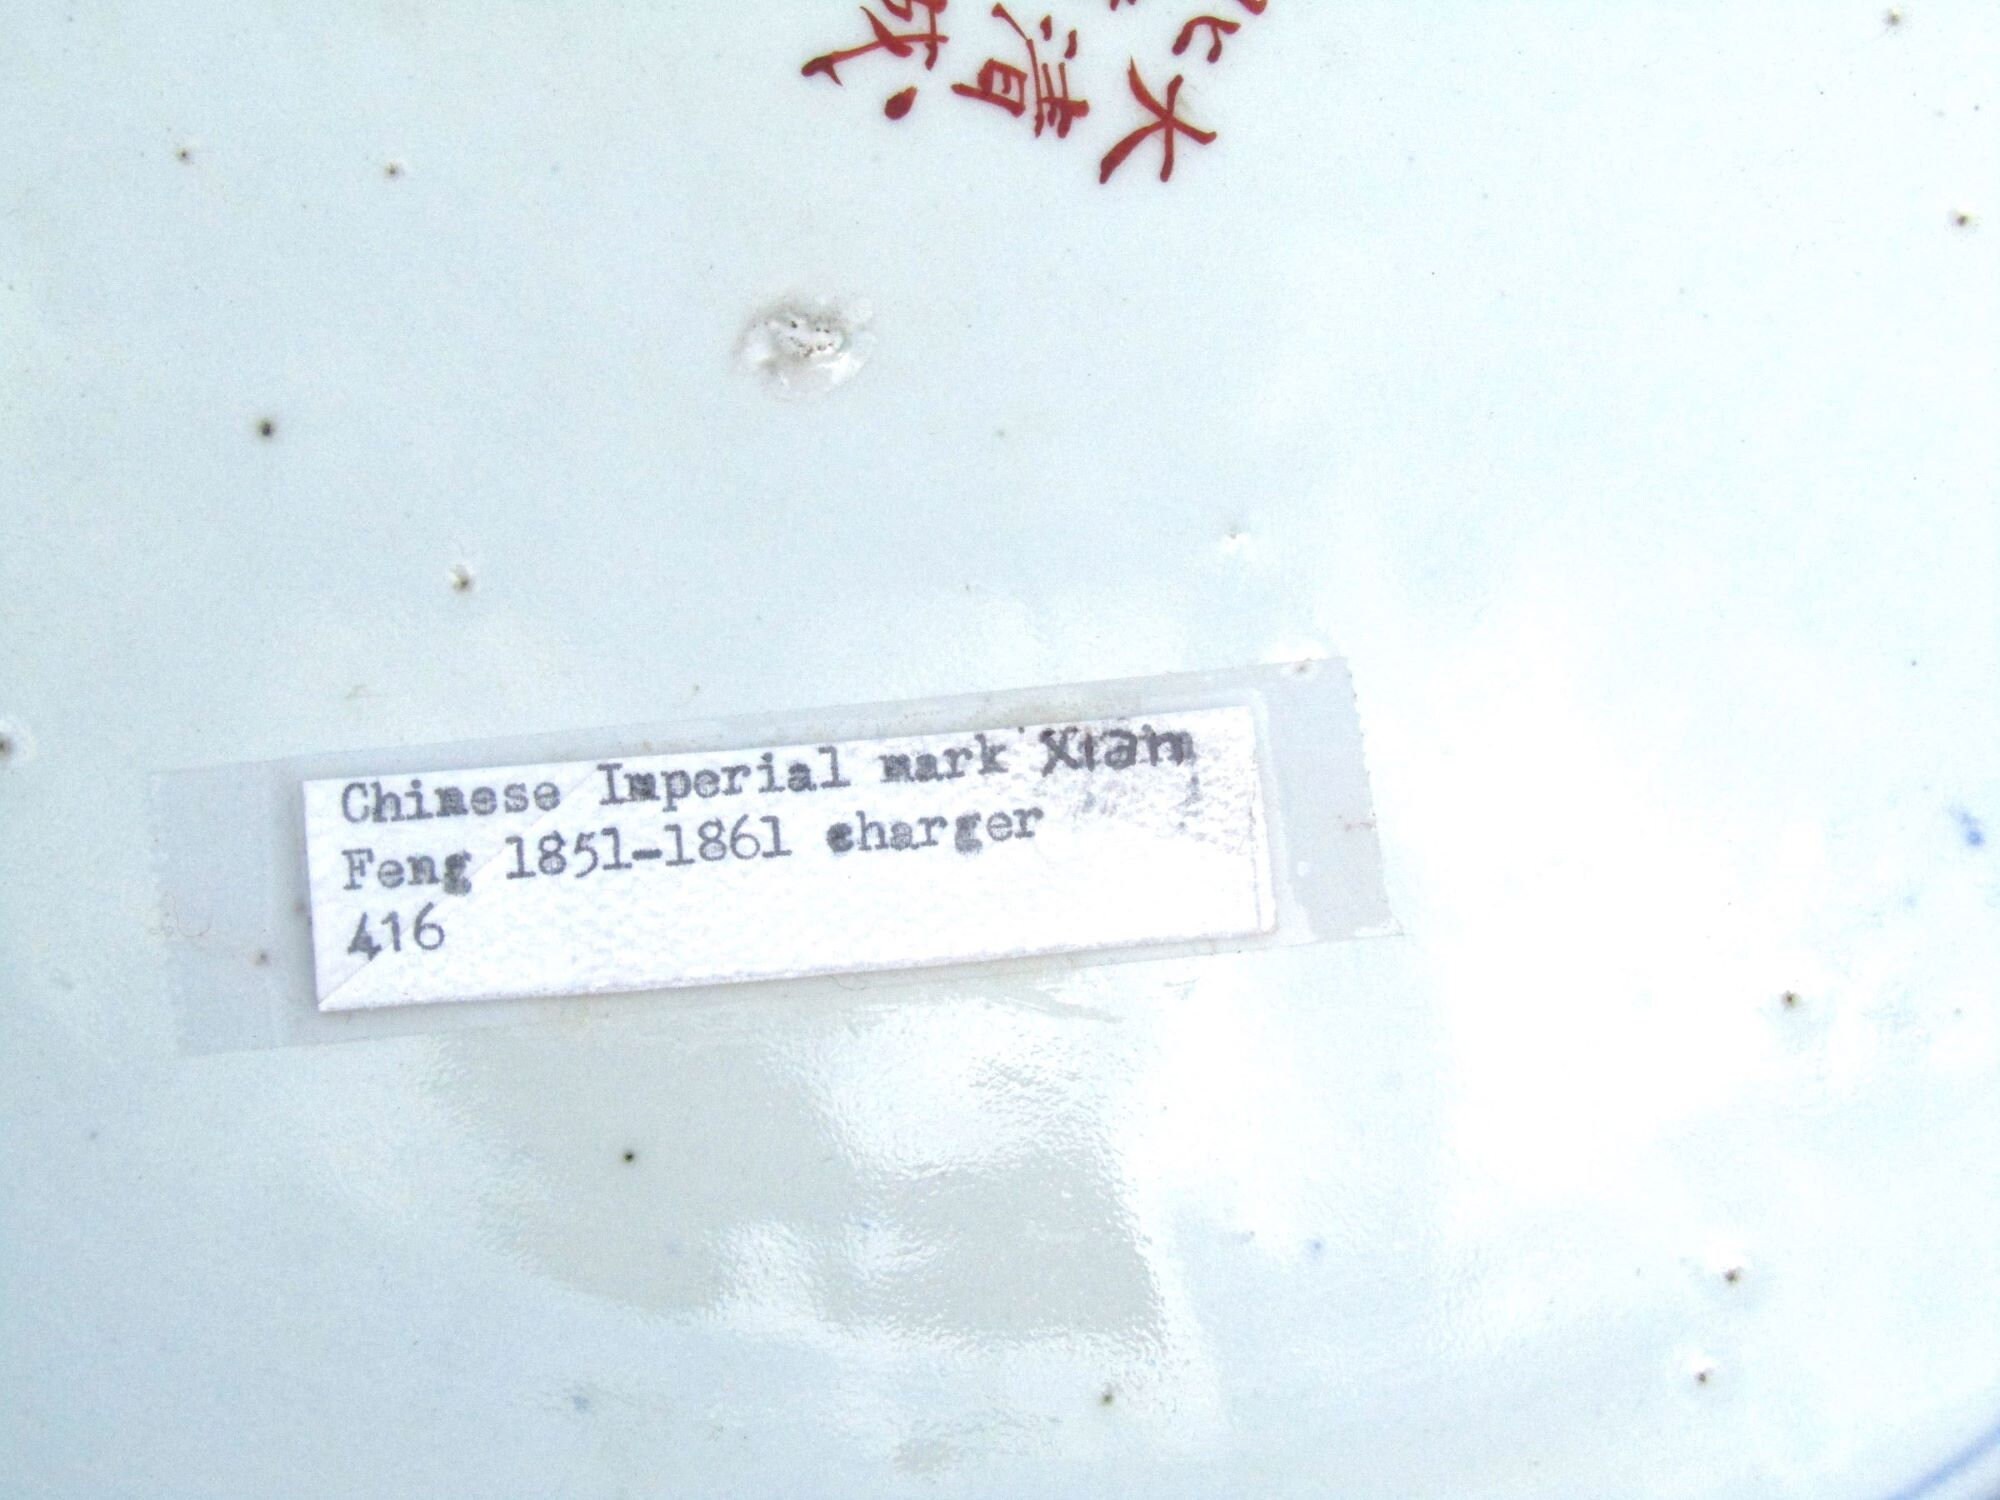 大
清
Chinese Imperial mark Xian
Feng 1851-1861 charger
416